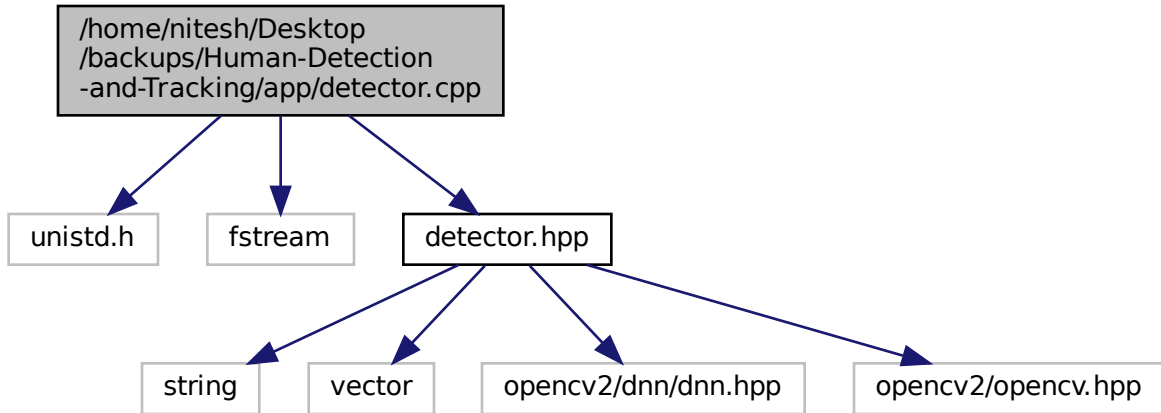 /home/nitesh/Desktop
/backups/Human-Detection
-and-Tracking/app/detector.cpp
unistd.h
fstream
detector.hpp
string
vector
opencv2/dnn/dnn.hpp
opencv2/opencv.hpp